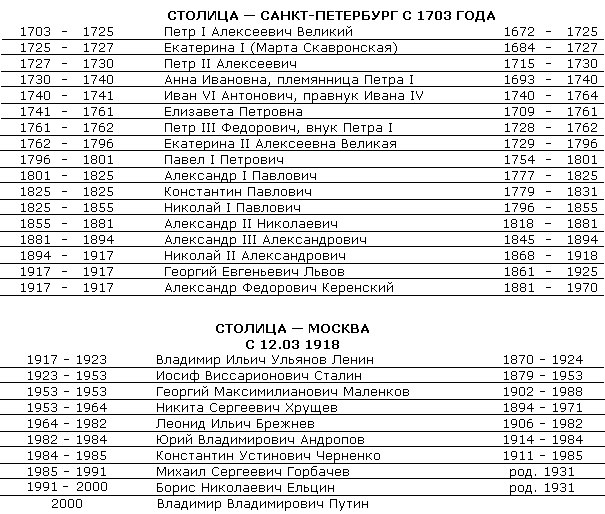 СТОЛИЦА — САНКТ-ПЕТЕРБУРГ С 1703 ГОДА
1703 - 1725 Петр I Алексеевич Великий 1672 - 1725
1725 - 1727 Екатерина I (Марта Скавронская) 1684 - 1727
1727 - 1730 Петр II Алексеевич 1715 - 1730
1730 - 1740 Анна Ивановна, племянница Петра I 1693 - 1740
1740 - 1741 Иван VI Антонович, правнук Ивана IV 1740 - 1764
1741 - 1761 Елизавета Петровна 1709 - 1761
1761 - 1762 Петр III Федорович, внук Петра I 1728 - 1762
1762 - 1796 Екатерина II Алексеевна Великая 1729 - 1796
1796 - 1801 Павел I Петрович 1754 - 1801
1801 - 1825 Александр I Павлович 1777 - 1825
1825 - 1825 Константин Павлович 1779 - 1831
1825 - 1855 Николай I Павлович 1796 - 1855
1855 - 1881 Александр II Николаевич 1818 - 1881
1881 - 1894 Александр III Александрович 1845 - 1894
1894 - 1917 Николай II Александрович 1868 - 1918
1917 - 1917 Георгий Евгеньевич Львов 1861 - 1925
1917 - 1917 Александр Федорович Керенский 1881 - 1970
СТОЛИЦА — МОСКВА
С 12.03 1918
1917 - 1923 Владимир Ильич Ульянов Ленин 1870 - 1924
1923 - 1953 Иосиф Виссарионович Сталин 1879 - 1953
1953 - 1953 Георгий Максимилианович Маленков 1902 - 1988
1953 - 1964 Никита Сергеевич Хрущев 1894 - 1971
1964 - 1982 Леонид Ильич Брежнев 1906 - 1982
1982 - 1984 Юрий Владимирович Андропов 1914 - 1984
1984 - 1985 Константин Устинович Черненко 1911 - 1985
1985 - 1991 Михаил Сергеевич Горбачев род. 1931
1991 - 2000 Борис Николаевич Ельцин род. 1931
2000 Владимир Владимирович Путин